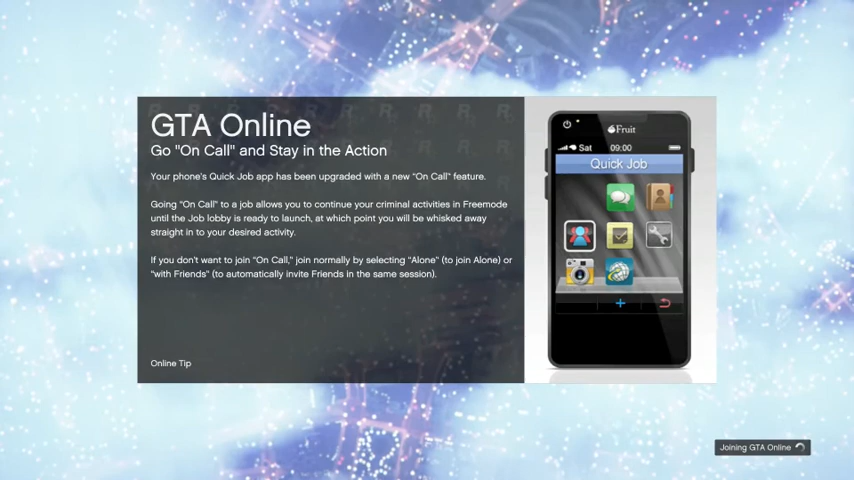 GTA Online
Go "On Call" and Stay in the Action
Your phone's Quick Job app has been upgraded with a new "On Call" feature.
Going "On Call" to a job allows you to continue your criminal activities in Freemode
until the Job lobby is ready to launch, at which point you will be whisked away
straight in to your desired activity.
If you don't want to join "On Call," join normally by selecting "Alone" (to join Alone) or
"with Friends" (to automatically invite Friends in the same session).
Online Tip
Fruit
Sat 09:00
Quick Job
Joining GTA Online